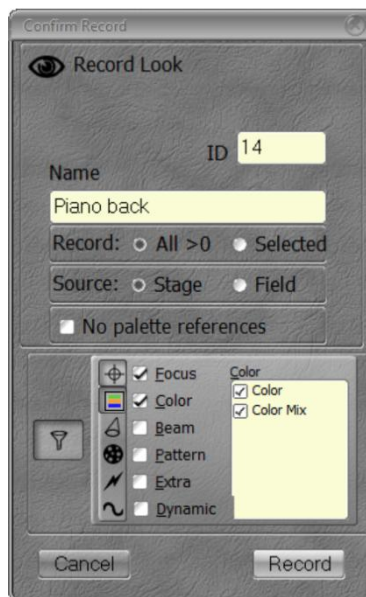 Confirm Record
Record Look
ID 14
Name
Piano back
Record: All >0 Selected
Source: Stage Field
No palette references
Focus
Color
Beam
Pattern
Extra
Dynamic
Color
Color
Color Mix
Cancel Record